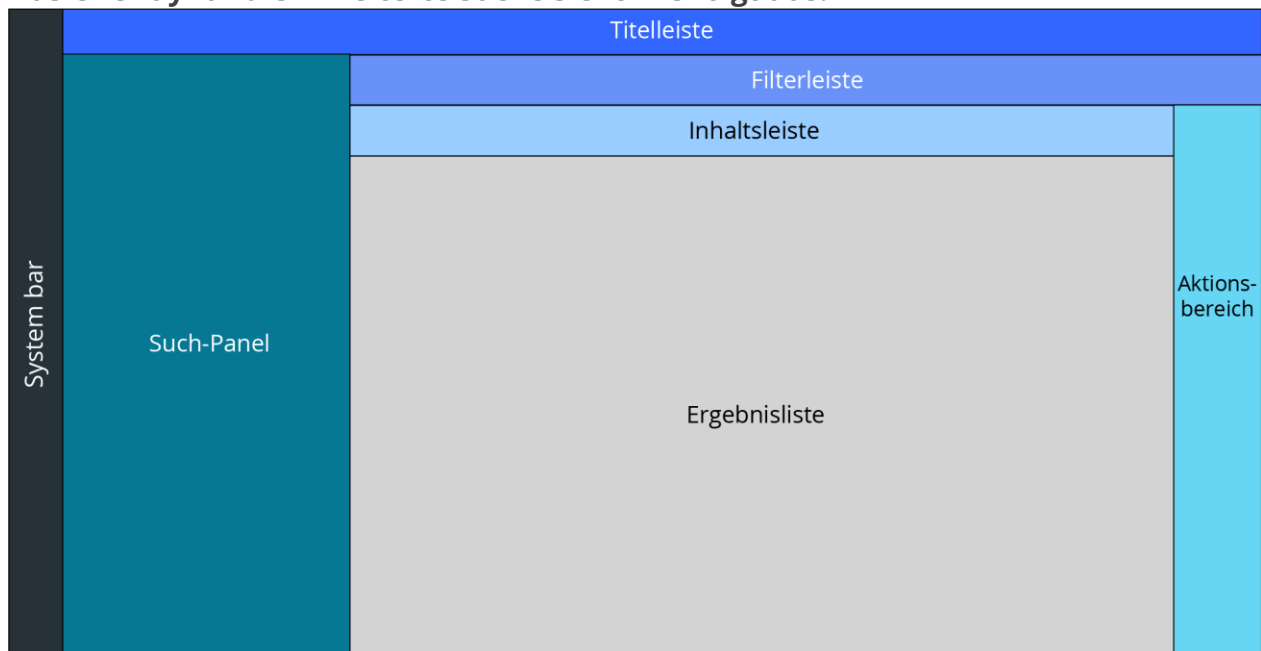 Titelleiste
Filterleiste
Inhaltsleiste
System bar
Such-Panel
Aktions-
bereich
Ergebnisliste